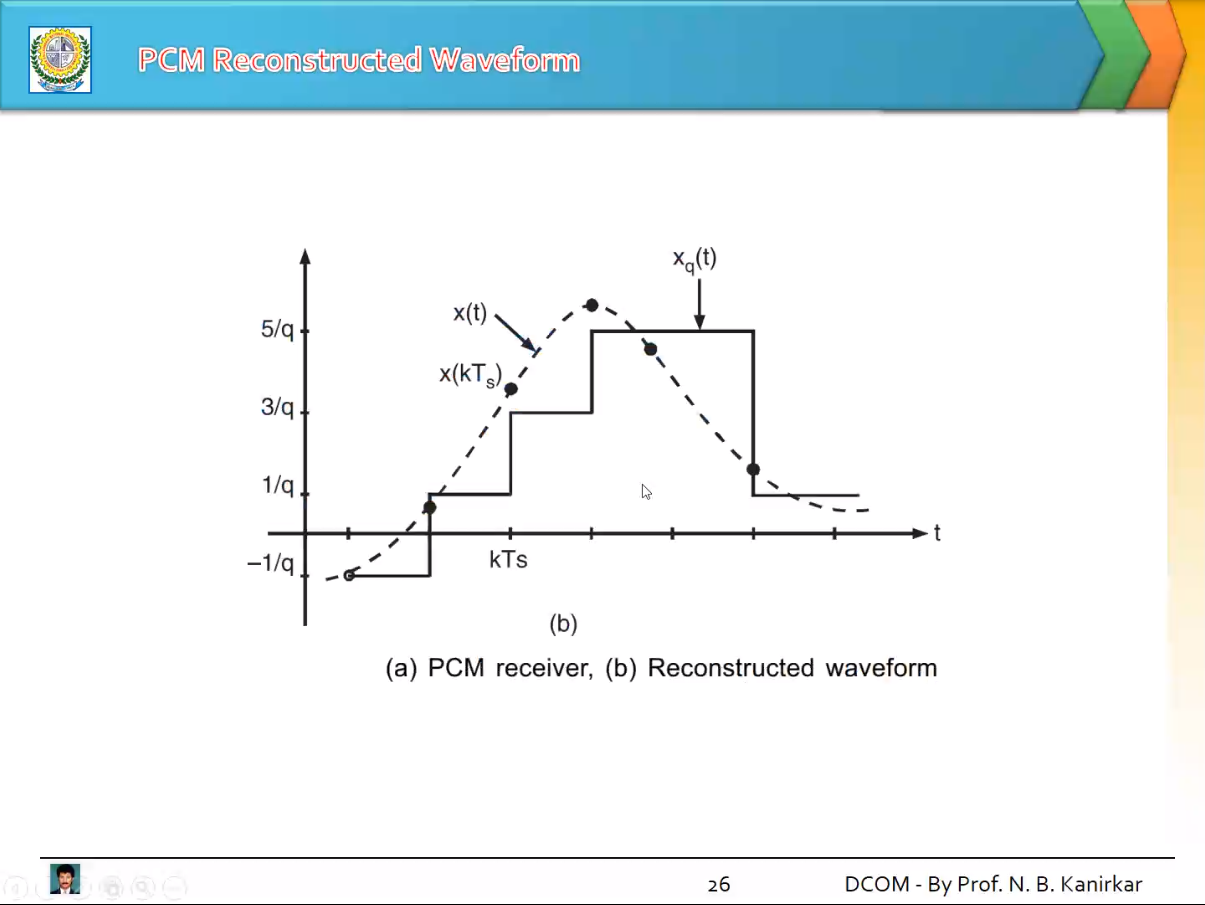 PCM Reconstructed Waveform
xq(t)
x(t)
5/q
x(kTs)
3/q
1/q
t
–1/q
kTs
(b)
(a) PCM receiver, (b) Reconstructed waveform
26
DCOM - By Prof. N. B. Kanirkar